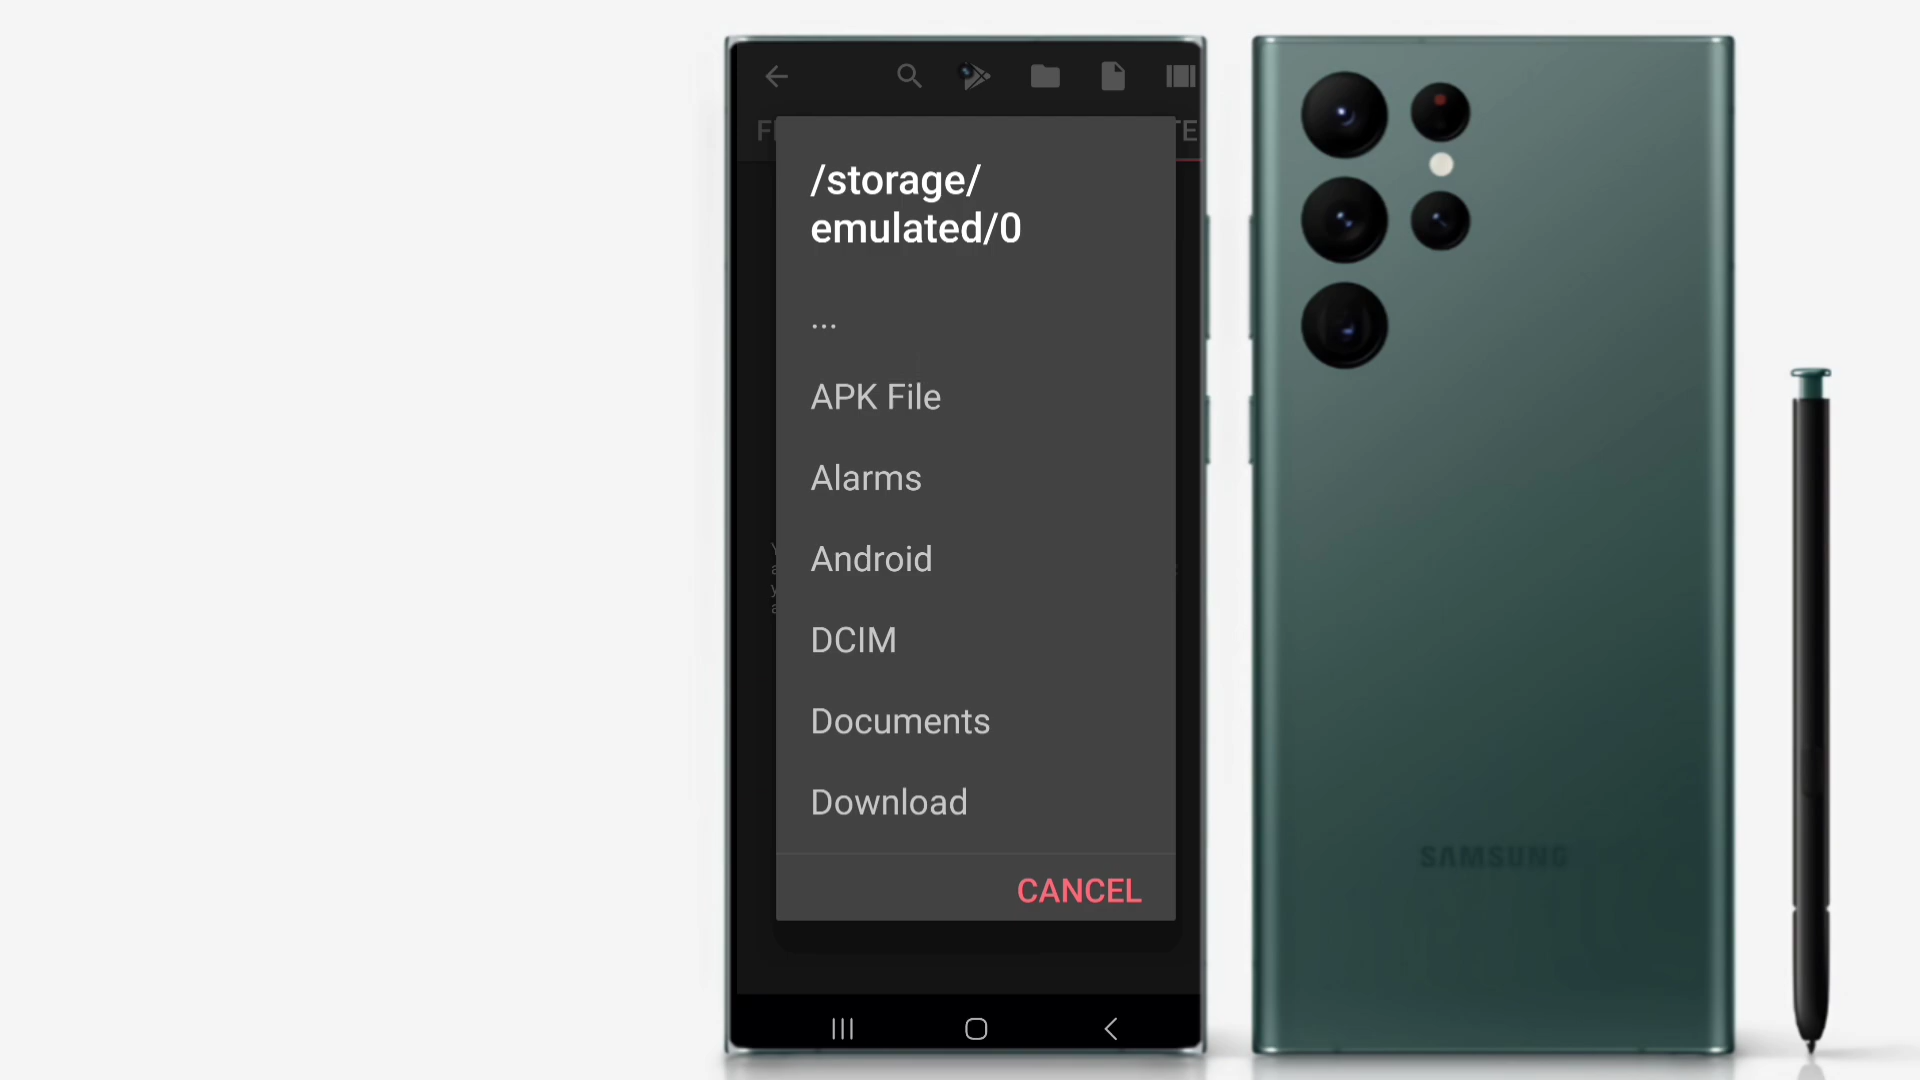 /storage/
emulated/0
...
APK File
Alarms
Android
DCIM
Documents
Download
CANCEL
SAMSUNG